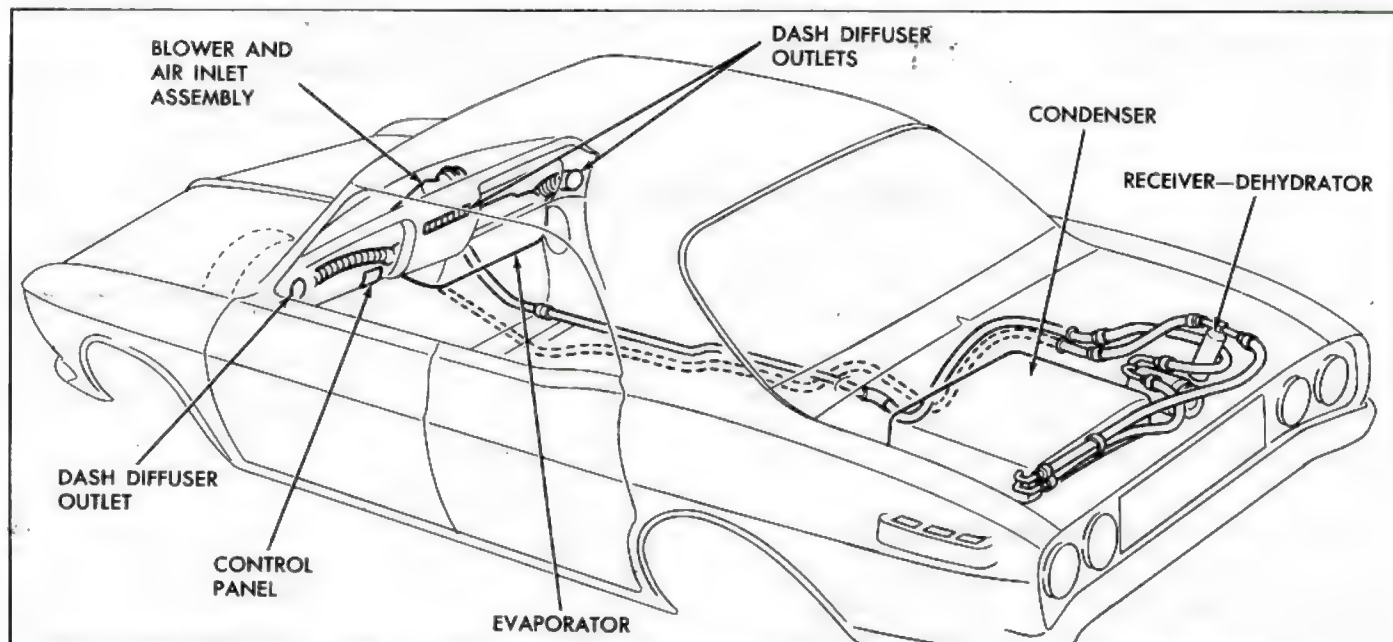 BLOWER AND
AIR INLET
ASSEMBLY
DASH DIFFUSER
OUTLETS
CONDENSER
RECEIVER—DEHYDRATOR
DASH DIFFUSER
OUTLET
CONTROL
PANEL
EVAPORATOR